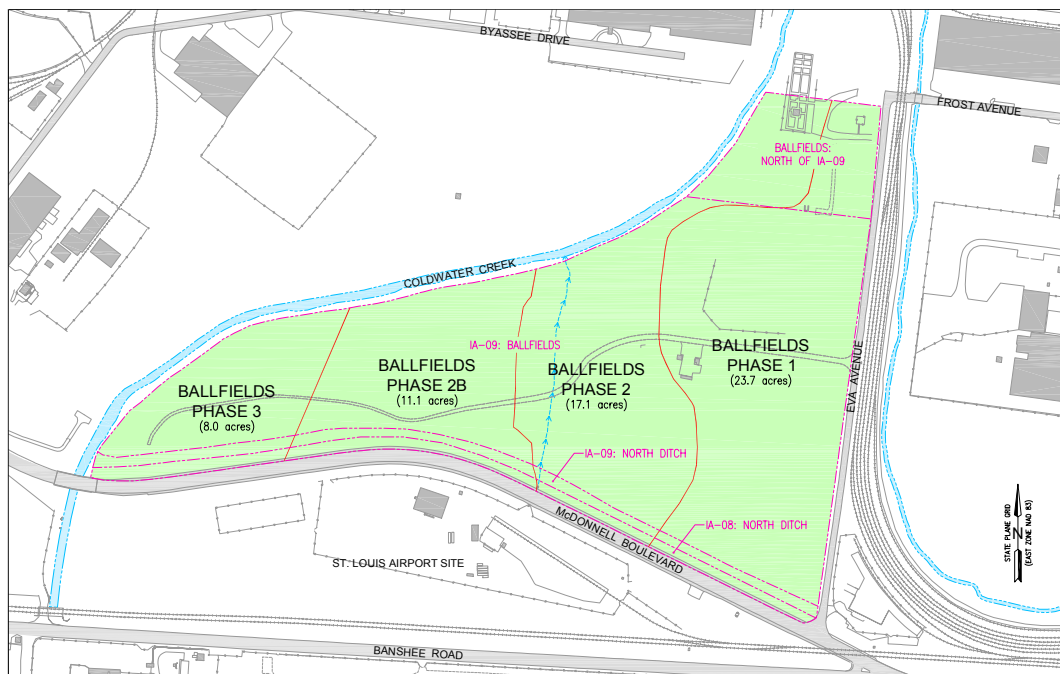 BYASSEE DRIVE
FROST AVENUE
BALLFIELDS:
NORTH OF IA-09
COLDWATER CREEK
IA-09: BALLFIELDS
BALLFIELDS
PHASE 1
(23.7 acres)
BALLFIELDS
PHASE 2B
(11.1 acres)
BALLFIELDS
PHASE 2
(17.1 acres)
BALLFIELDS
PHASE 3
(8.0 acres)
EVA AVENUE
IA-09: NORTH DITCH
IA-08: NORTH DITCH
McDONNELL BOULEVARD
ST. LOUIS AIRPORT SITE
STATE PLANE GRID
N
(EAST ZONE NAD 83)
BANSHEE ROAD